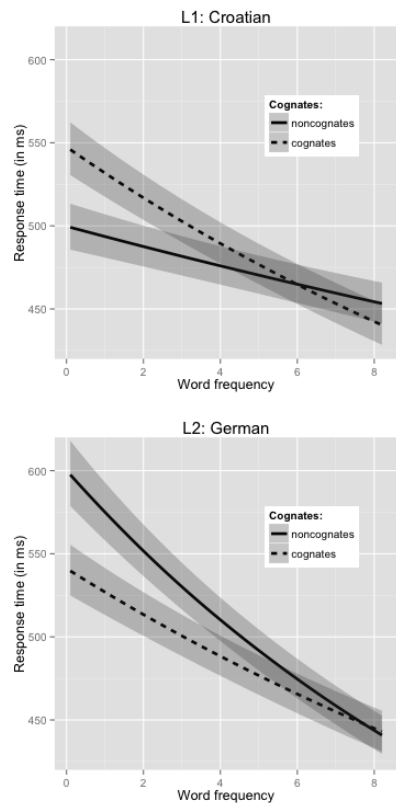 L1: Croatian
600
550
500
450
Response time (in ms)
Cognates:
noncognates
cognates
0 2 4 6 8
Word frequency
L2: German
600
550
500
450
Response time (in ms)
Cognates:
noncognates
cognates
0 2 4 6 8
Word frequency